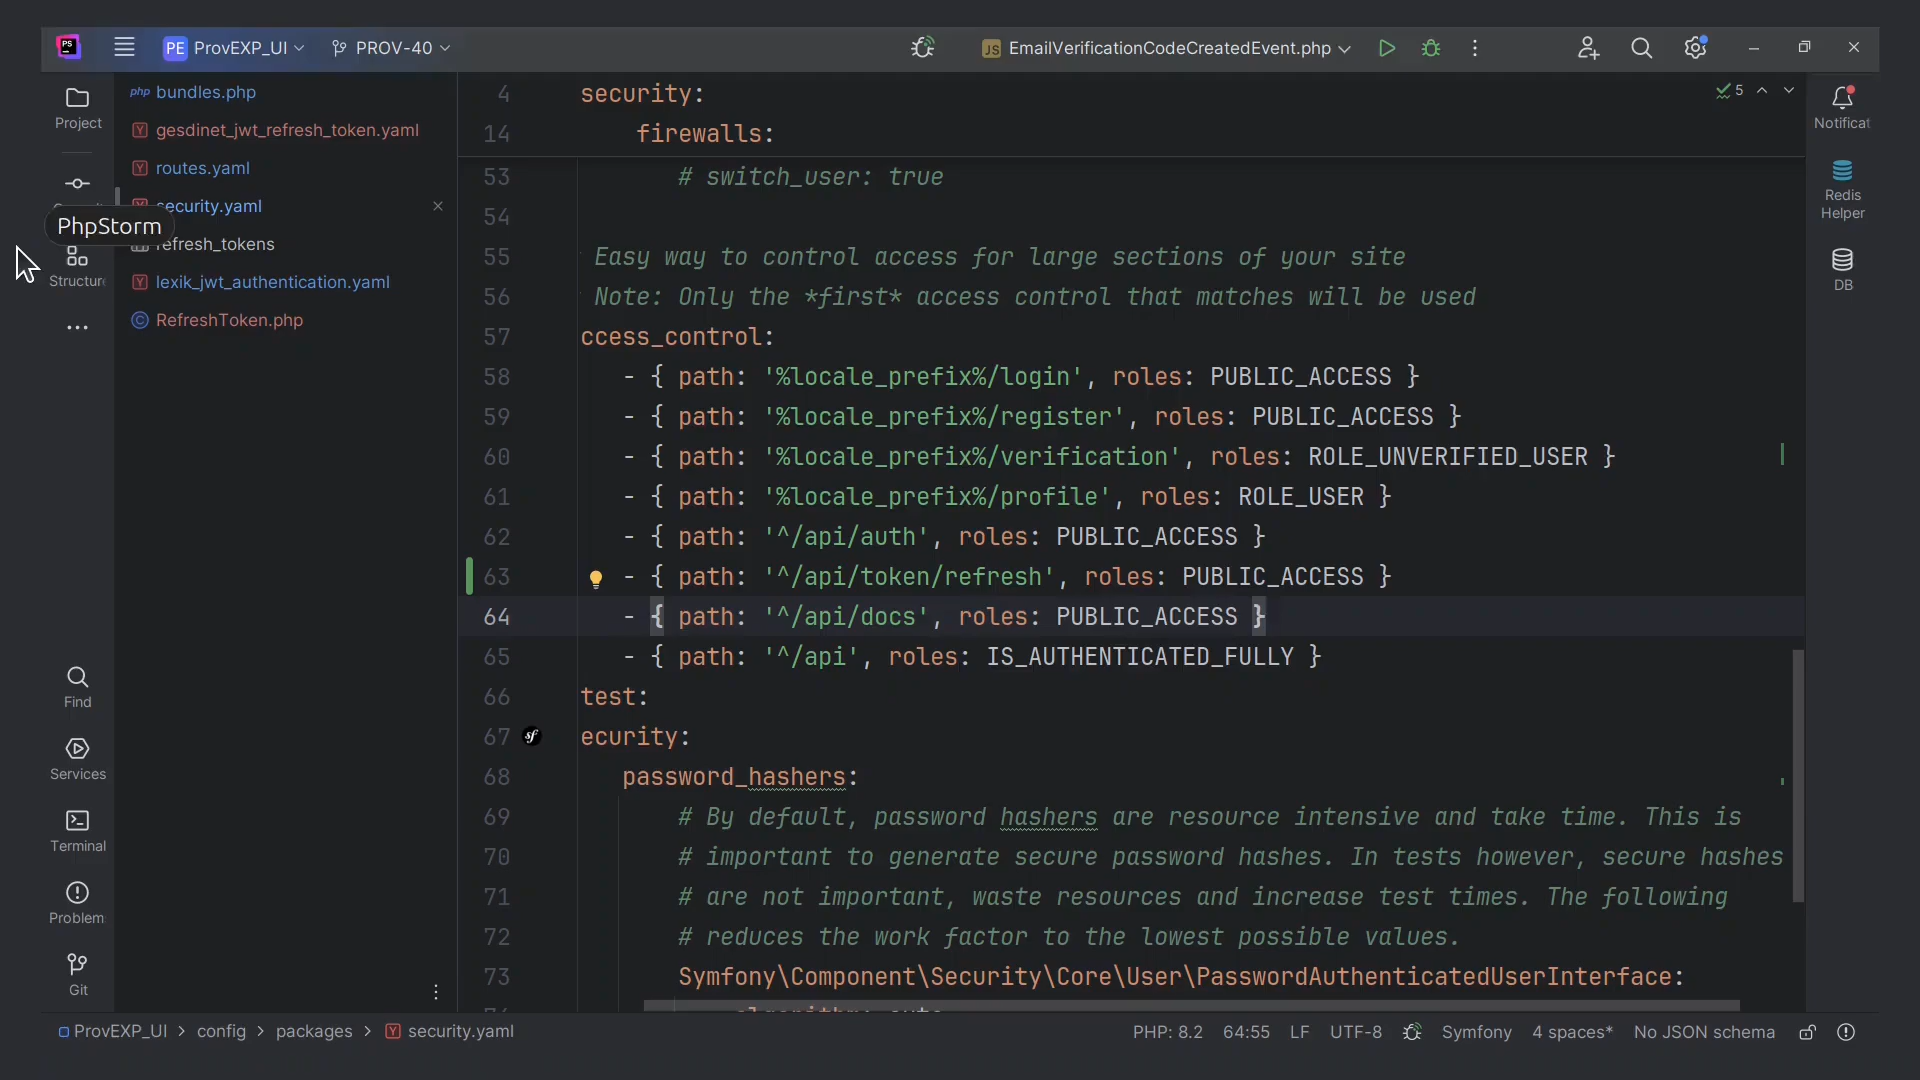 PS
PE ProvEXP_UI
PROV-40
JS EmailVerificationCodeCreatedEvent.php
Project
Structure
Find
Services
Terminal
Problem
Git
PhpStorm
php bundles.php
Y gesdinet_jwt_refresh_token.yaml
Y routes.yaml
security.yaml
refresh_tokens
Y lexik_jwt_authentication.yaml
C RefreshToken.php
5
4 security:
14 firewalls:
53 # switch_user: true
54
55 Easy way to control access for large sections of your site
56 Note: Only the *first* access control that matches will be used
57 ccess_control:
58 - { path: '%locale_prefix%/login', roles: PUBLIC_ACCESS }
59 - { path: '%locale_prefix%/register', roles: PUBLIC_ACCESS }
60 - { path: '%locale_prefix%/verification', roles: ROLE_UNVERIFIED_USER }
61 - { path: '%locale_prefix%/profile', roles: ROLE_USER }
62 - { path: '^/api/auth', roles: PUBLIC_ACCESS }
63 - { path: '^/api/token/refresh', roles: PUBLIC_ACCESS }
64 - { path: '^/api/docs', roles: PUBLIC_ACCESS }
65 - { path: '^/api', roles: IS_AUTHENTICATED_FULLY }
66 test:
67 sf ecurity:
68 password_hashers:
69 # By default, password hashers are resource intensive and take time. This is
70 # important to generate secure password hashes. In tests however, secure hashes
71 # are not important, waste resources and increase test times. The following
72 # reduces the work factor to the lowest possible values.
73 Symfony\Component\Security\Core\User\PasswordAuthenticatedUserInterface:
Notificat
Redis
Helper
DB
ProvEXP_UI > config > packages > Y security.yaml
PHP: 8.2 64:55 LF UTF-8 Symfony 4 spaces* No JSON schema